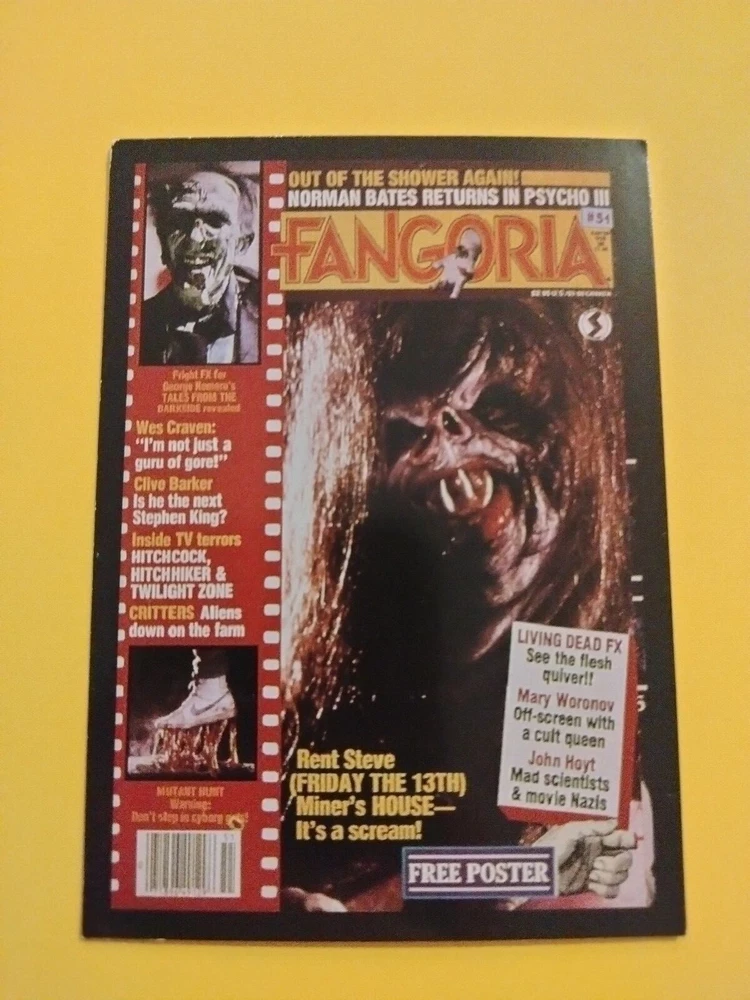 OUT OF THE SHOWER AGAIN!
NORMAN BATES RETURNS IN PSYCHO III
#51
FANGORIA
Fright FX for
George Romero's
TALES FROM THE
DARKSIDE revealed
Wes Craven:
"I'm not just a
guru of gore!"
Clive Barker
Is he the next
Stephen King?
Inside TV terrors
HITCHCOCK,
HITCHHIKER &
TWILIGHT ZONE
CRITTERS Aliens
down on the farm
MUTANT HUNT
Warning:
Don't step in cyborg guts!
LIVING DEAD FX
See the flesh
quiver!!
Mary Woronov
Off-screen with
a cult queen
John Hoyt
Mad scientists
& movie Nazis
Rent Steve
(FRIDAY THE 13TH)
Miner's HOUSE—
It's a scream!
FREE POSTER